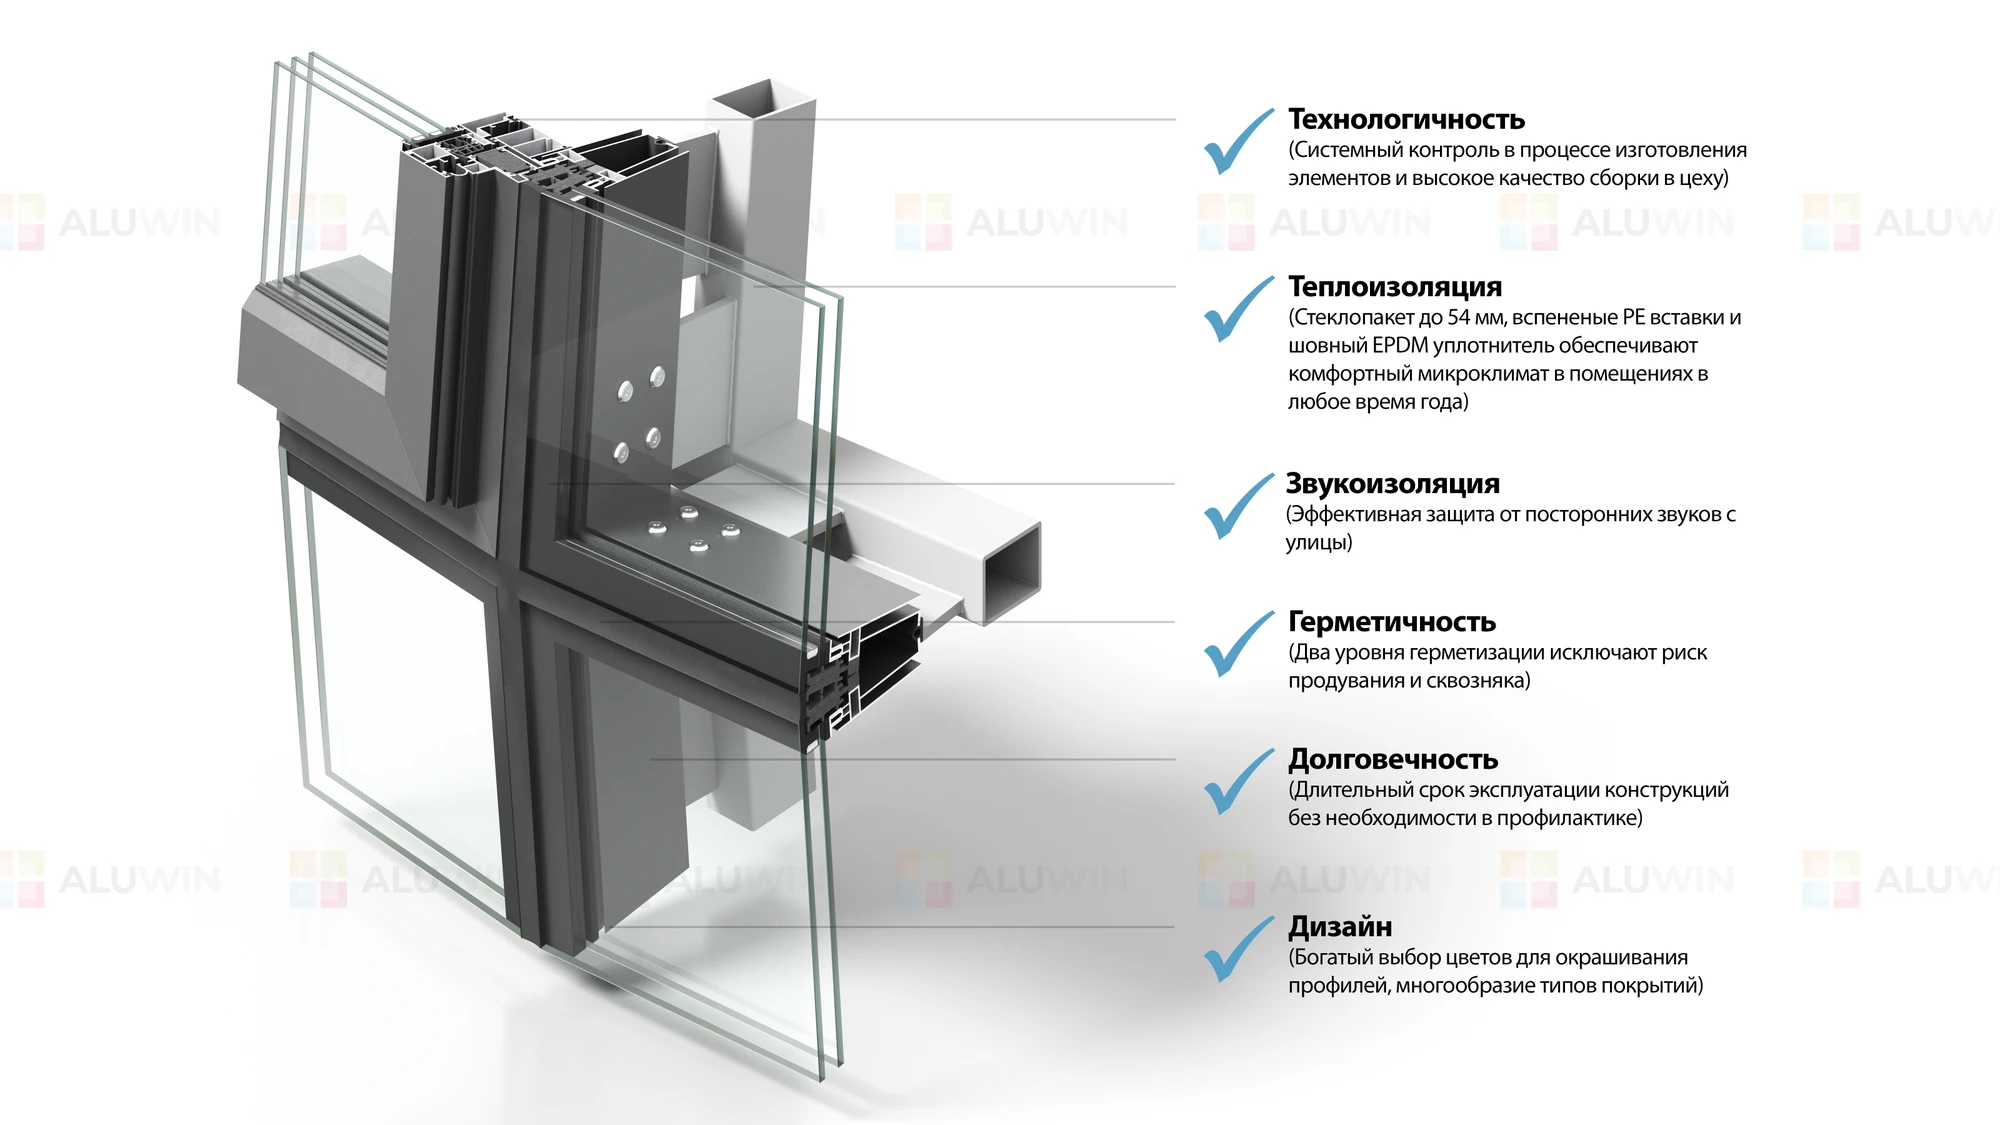 Технологичность
(Системный контроль в процессе изготовления
элементов и высокое качество сборки в цеху)
ALUWIN ALUWIN ALUWIN ALUWIN ALUWIN
Теплоизоляция
(Стеклопакет до 54 мм, вспененые PE вставки и
шовный EPDM уплотнитель обеспечивают
комфортный микроклимат в помещениях в
любое время года)
Звукоизоляция
(Эффективная защита от посторонних звуков с
улицы)
Герметичность
(Два уровня герметизации исключают риск
продувания и сквозняка)
Долговечность
(Длительный срок эксплуатации конструкций
без необходимости в профилактике)
ALUWIN ALUWIN ALUWIN ALUWIN ALUWIN
Дизайн
(Богатый выбор цветов для окрашивания
профилей, многообразие типов покрытий)